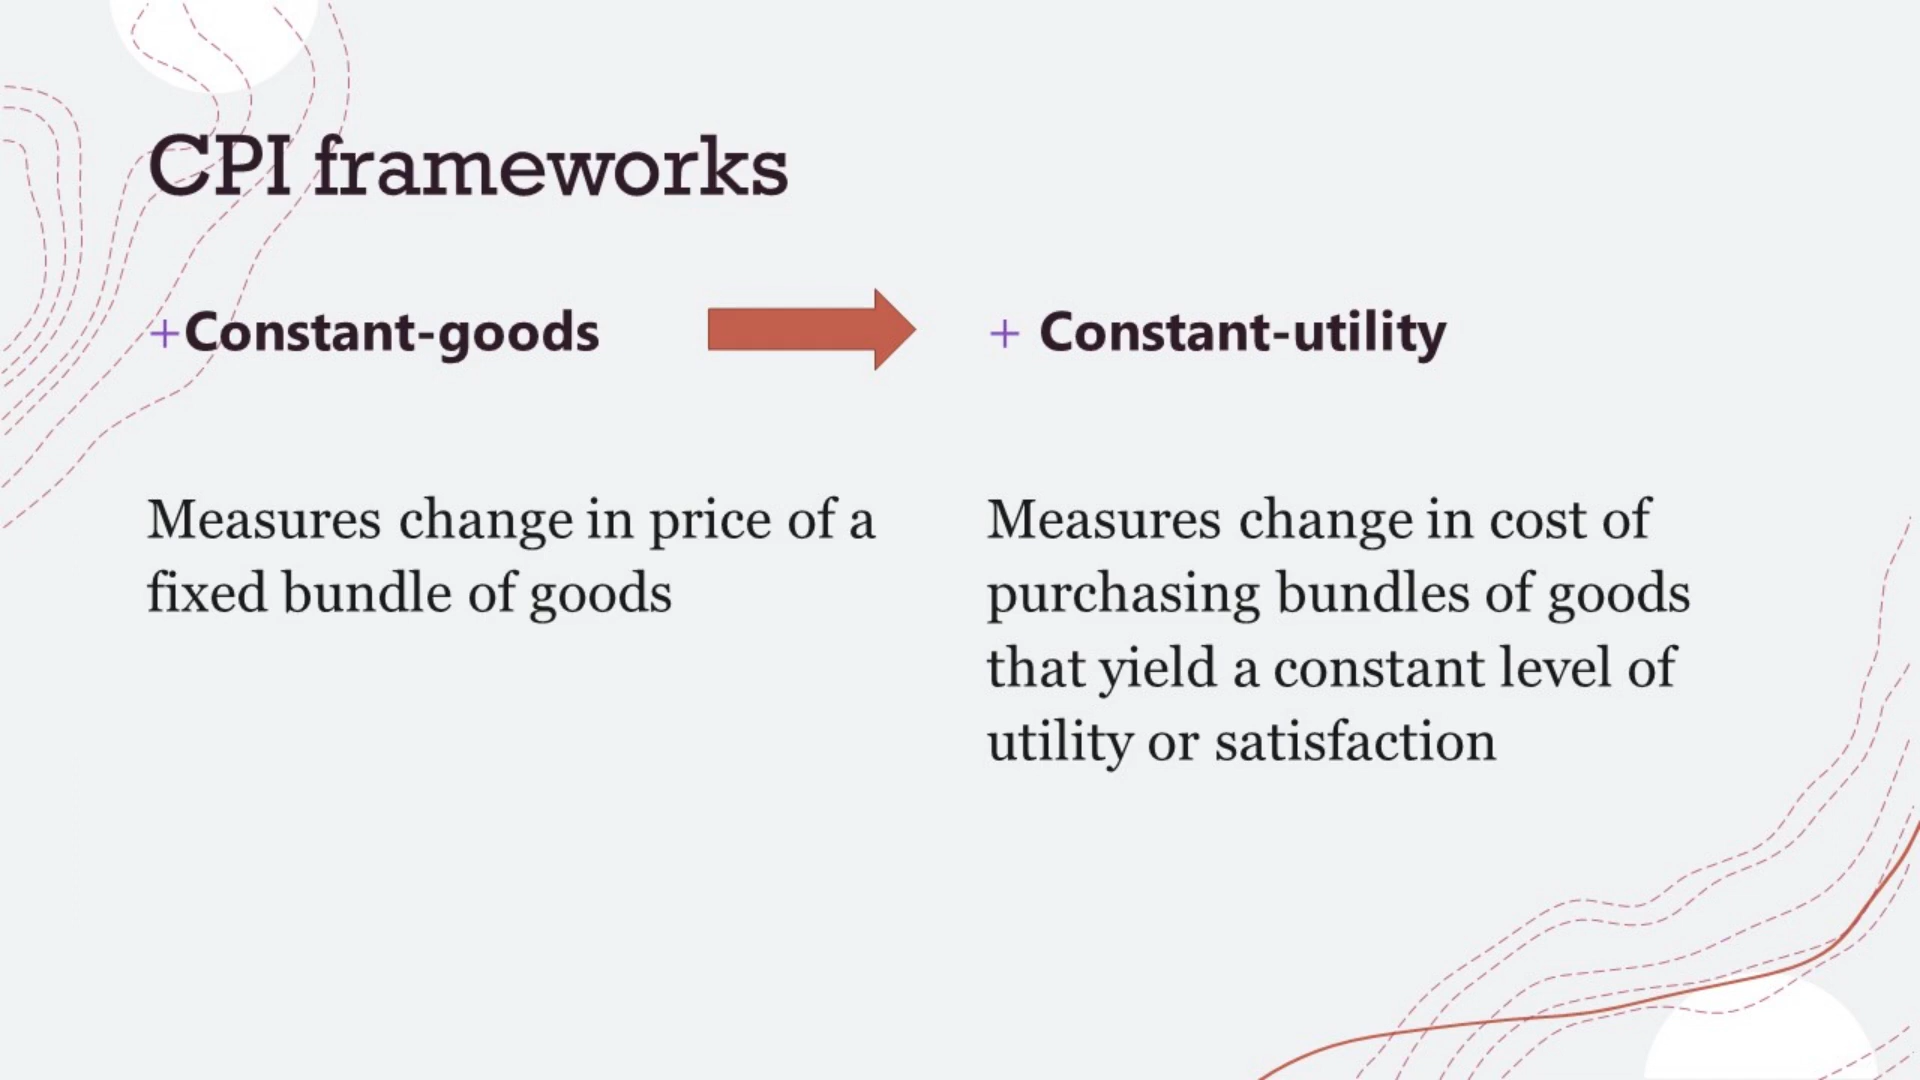 CPI frameworks
+Constant-goods
Measures change in price of a
fixed bundle of goods
+ Constant-utility
Measures change in cost of
purchasing bundles of goods
that yield a constant level of
utility or satisfaction